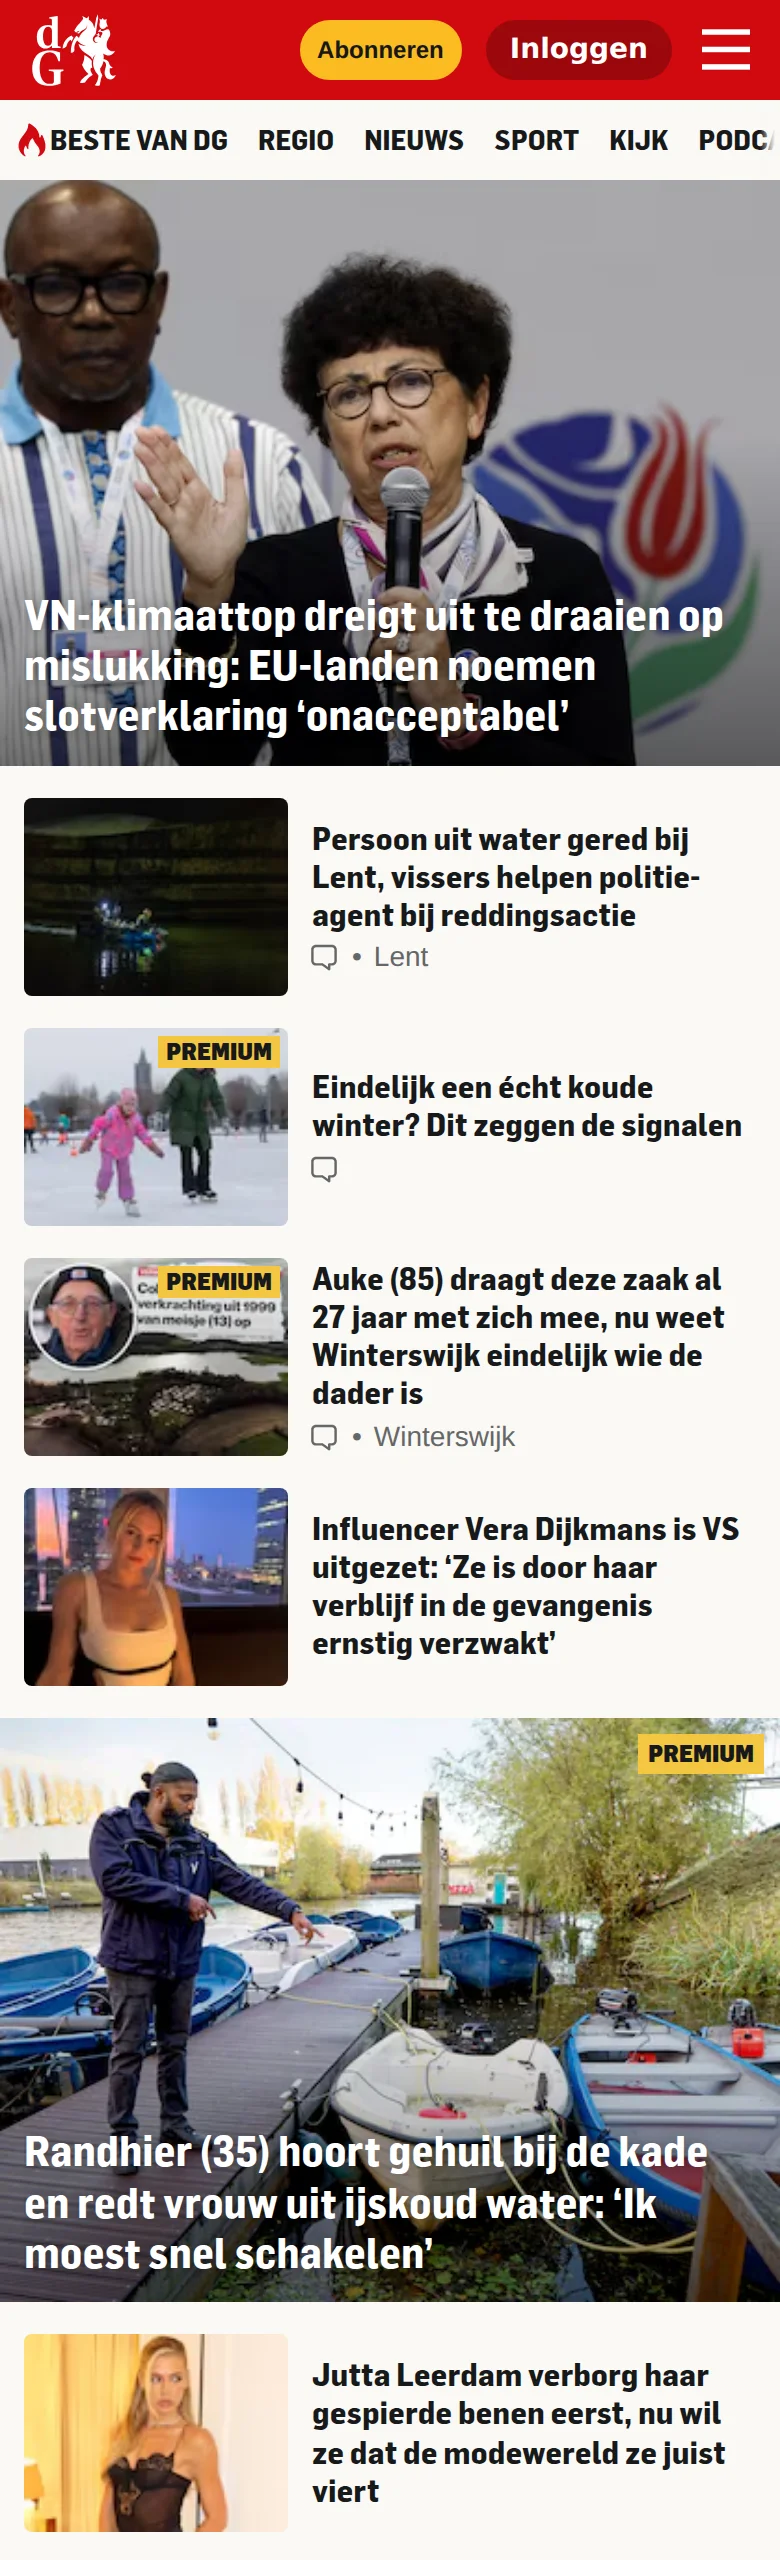 dG
Abonneren
Inloggen
BESTE VAN DG REGIO NIEUWS SPORT KIJK PODCA
VN-klimaattop dreigt uit te draaien op
mislukking: EU-landen noemen
slotverklaring ‘onacceptabel’
Persoon uit water gered bij
Lent, vissers helpen politie-
agent bij reddingsactie
• Lent
PREMIUM
Eindelijk een écht koude
winter? Dit zeggen de signalen
PREMIUM
verkrachting uit 1999
van meisje (13) op
Auke (85) draagt deze zaak al
27 jaar met zich mee, nu weet
Winterswijk eindelijk wie de
dader is
• Winterswijk
Influencer Vera Dijkmans is VS
uitgezet: ‘Ze is door haar
verblijf in de gevangenis
ernstig verzwakt’
PREMIUM
Randhier (35) hoort gehuil bij de kade
en redt vrouw uit ijskoud water: ‘Ik
moest snel schakelen’
Jutta Leerdam verborg haar
gespierde benen eerst, nu wil
ze dat de modewereld ze juist
viert